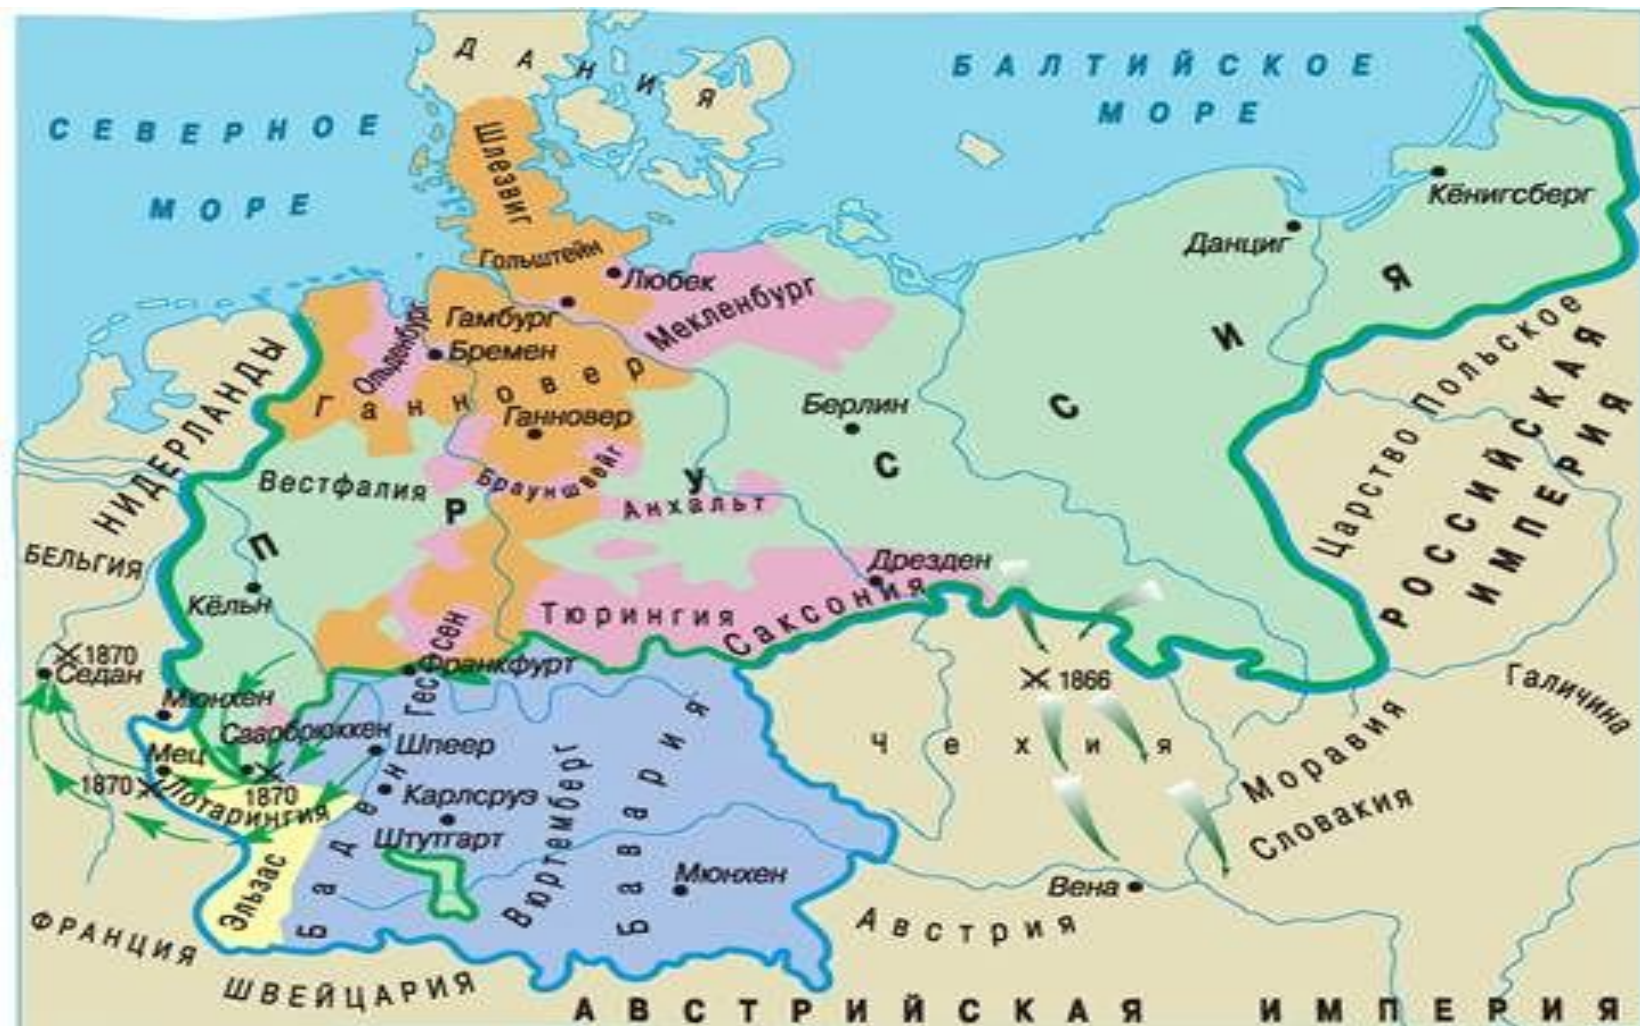 ДАНИЯ
БАЛТИЙСКОЕ
МОРЕ
СЕВЕРНОЕ
МОРЕ
Шлезвиг
Гольштейн
Кёнигсберг
Данциг
Любек
Гамбург
Мекленбург
Ольденбург
Бремен
Ганновер
Ганновер
Берлин
НИДЕРЛАНДЫ
Вестфалия
Брауншвейг
Анхальт
ПРУССИЯ
Царство Польское
РОССИЙСКАЯ
ИМПЕРИЯ
БЕЛЬГИЯ
Кёльн
Дрезден
Тюрингия
Саксония
Гессен
Франкфурт
1870
Седан
Мюнхен
Саарбрюккен
Шпеер
Мец
1870
1870
Лотарингия
Карлсруэ
Штутгарт
Эльзас
Баден
Вюртемберг
Бавария
Мюнхен
1866
Чехия
Моравия
Словакия
Галичина
Вена
Австрия
ФРАНЦИЯ
ШВЕЙЦАРИЯ
АВСТРИЙСКАЯ ИМПЕРИЯ